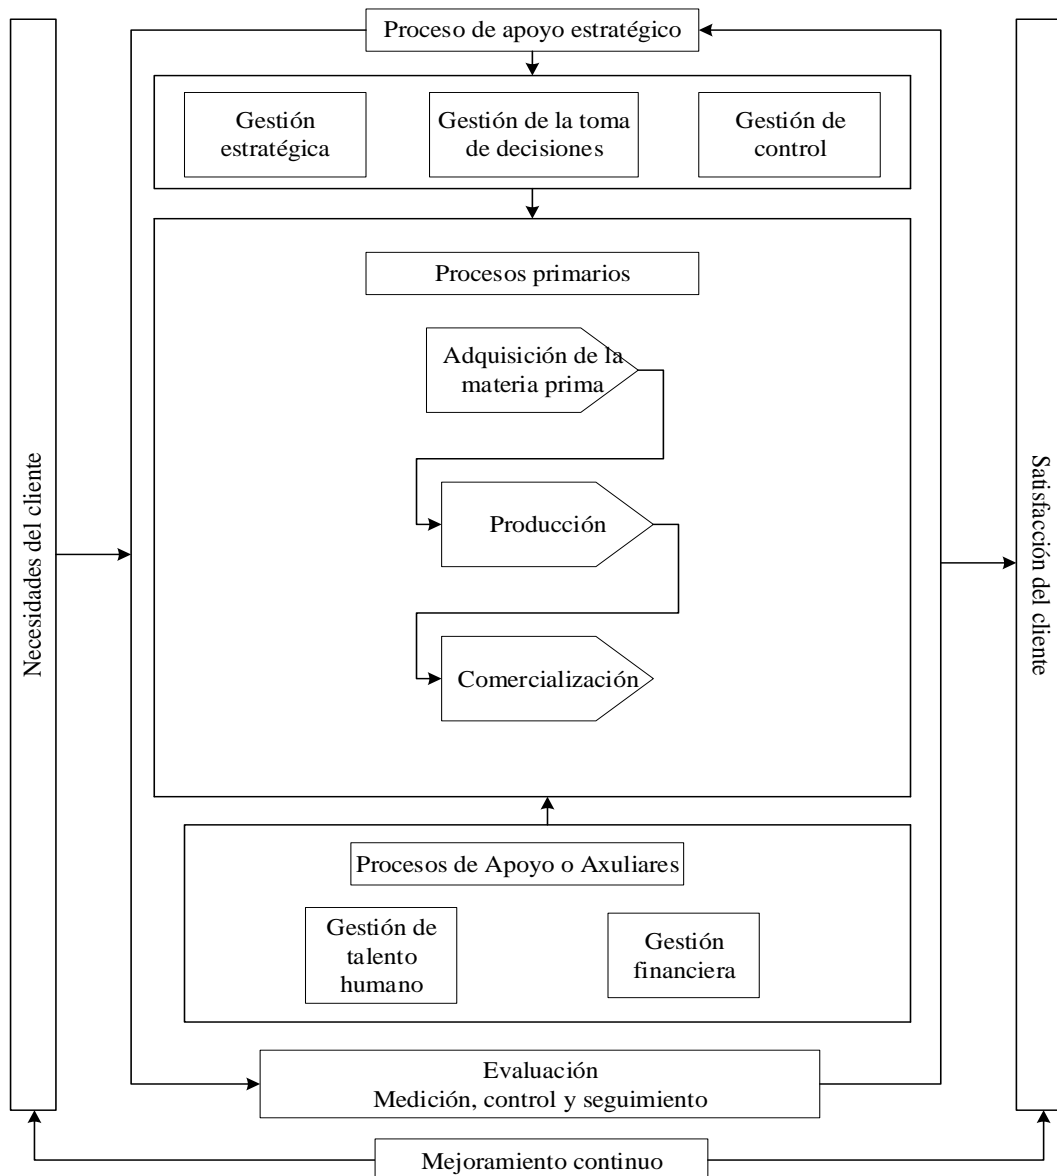 Proceso de apoyo estratégico
Gestión
estratégica
Gestión de la toma
de decisiones
Gestión de
control
Procesos primarios
Adquisición de la
materia prima
Producción
Comercialización
Necesidades del cliente
Satisfacción del cliente
Procesos de Apoyo o Axuliares
Gestión de
talento
humano
Gestión
financiera
Evaluación
Medición, control y seguimiento
Mejoramiento continuo